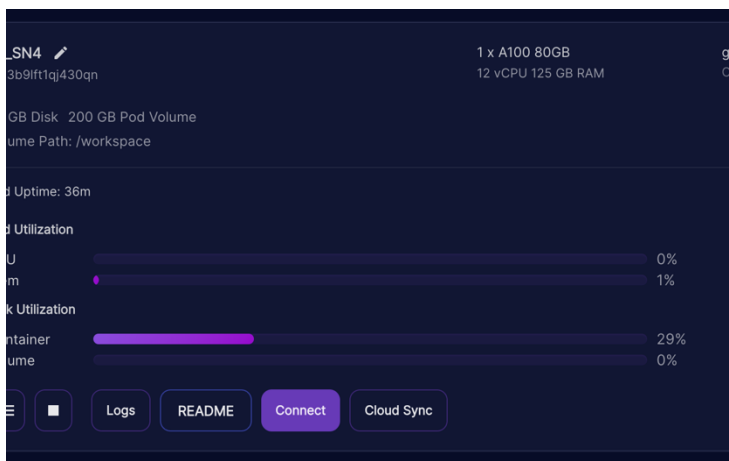 _SN4
3b9lft1qj430qn
1 x A100 80GB
12 vCPU 125 GB RAM
GB Disk 200 GB Pod Volume
ume Path: /workspace
d Uptime: 36m
d Utilization
U 0%
m 1%
k Utilization
ntainer 29%
ume 0%
Logs README Connect Cloud Sync